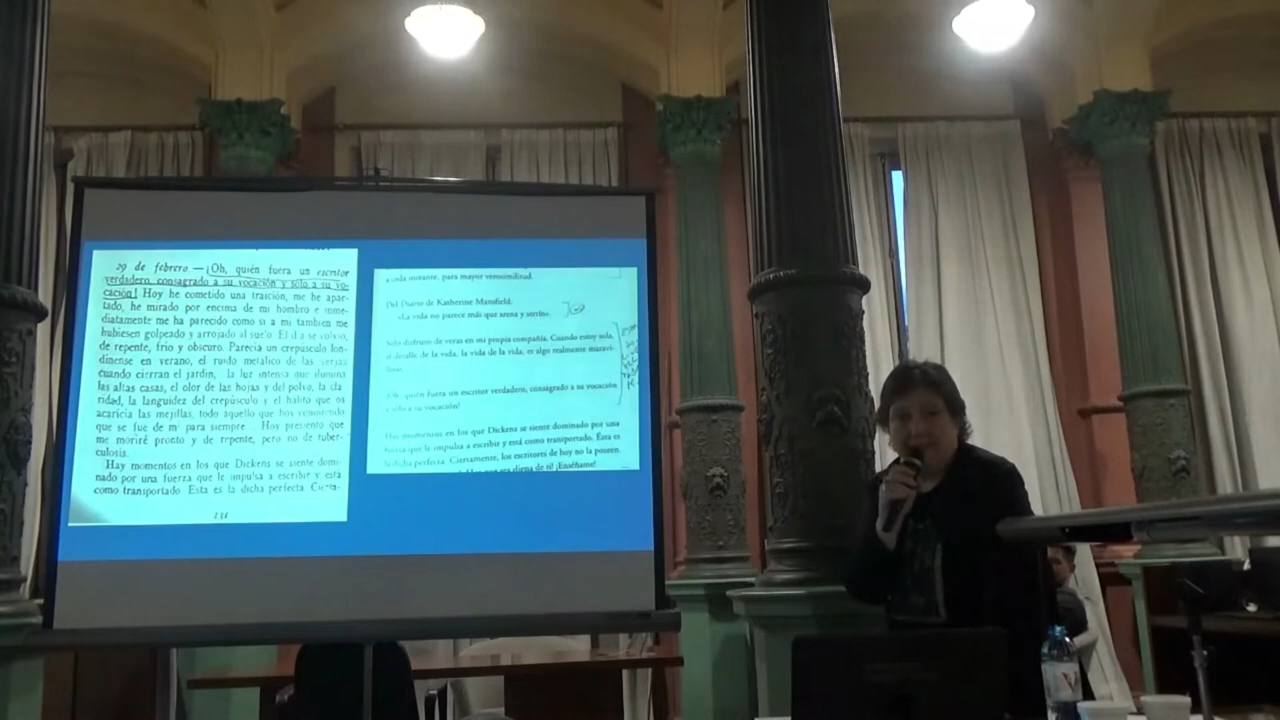 29 de febrero. — ¡Oh, quién fuera un escritor
verdadero, consagrado a su vocación y sólo a su vo-
cación! Hoy he cometido una traición, me he apar-
tado, he mirado por encima de mi hombro e inme-
diatamente me ha parecido como si a mi también me
hubiesen golpeado y arrojado al suelo. El día se volvió,
de repente, frío y obscuro. Parecía un crepúsculo lon-
dinense en verano, el ruido metálico de las verjas
cuando cierran el jardín, la luz intensa que ilumina
las altas casas, el olor de las hojas y del polvo, la cla
ridad, la languidez del crepúsculo y el hálito que os
acaricia las mejillas, todo aquello que hoy
que se fue de mí para siempre... Hoy presiento que
me moriré pronto y de repente, pero no de tuber-
culosis.
Hay momentos en los que Dickens se siente domi-
nado por una fuerza que le impulsa a escribir y está
como transportado. Esta es la dicha perfecta. Cierta-
a cada instante, para mayor verosimilitud.
Del Diario de Katherine Mansfield:
«La vida no parece más que arena y serrín».
Sólo disfruto de veras en mi propia compañía. Cuando estoy sola,
el detalle de la vida, la vida de la vida, es algo realmente maravi-
lloso.
¡Oh, quién fuera un escritor verdadero, consagrado a su vocación
y sólo a su vocación!
Hay momentos en los que Dickens se siente dominado por una
fuerza que le impulsa a escribir y está como transportado. Ésta es
la dicha perfecta. Ciertamente, los escritores de hoy no la poseen.
¡Enséñame!